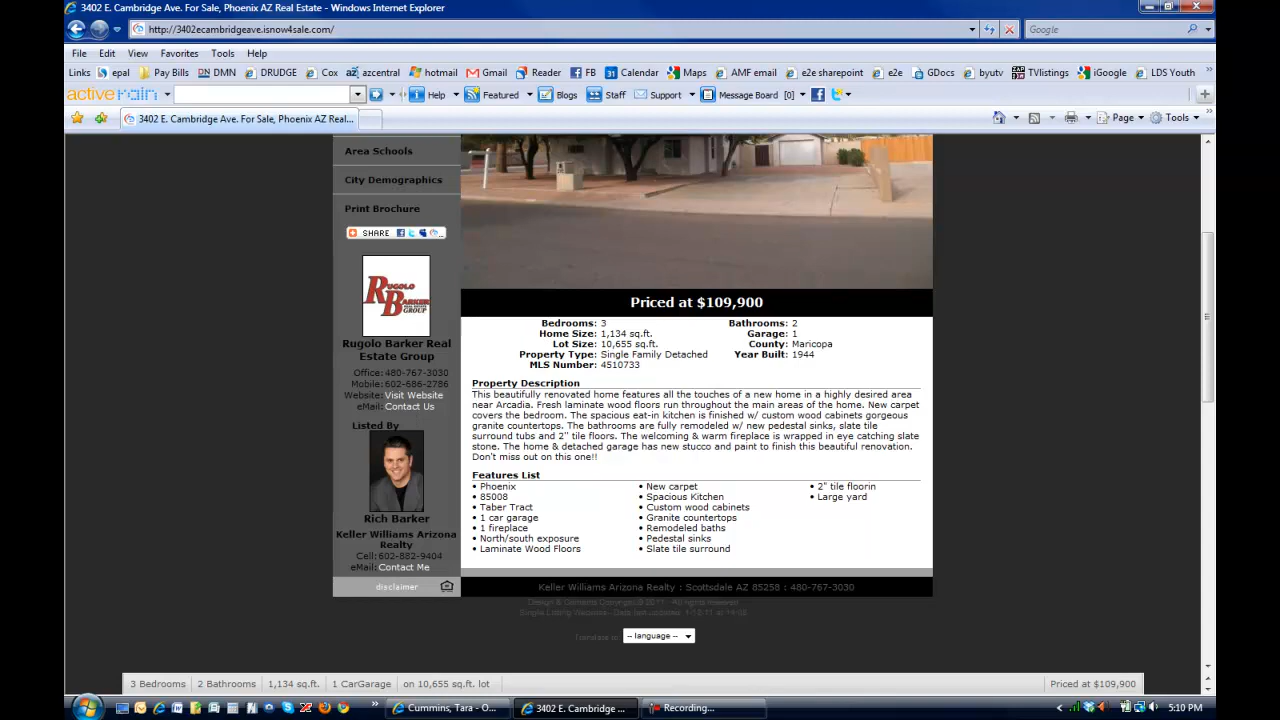 3402 E. Cambridge Ave. For Sale, Phoenix AZ Real Estate - Windows Internet Explorer
http://3402ecambridgeave.isnow4sale.com/
Google
File Edit View Favorites Tools Help
Links epal Pay Bills DN DMN DRUDGE Cox azcentral hotmail Gmail Reader FB 31 Calendar Maps AMF email e2e sharepoint e2e GDocs byutv TVlistings iGoogle LDS Youth
activerain Help Featured Blogs Staff Support Message Board [0]
3402 E. Cambridge Ave. For Sale, Phoenix AZ Real... Page Tools
Area Schools
City Demographics
Print Brochure
SHARE
RUGOLO
BARKER
REAL ESTATE
GROUP
Rugolo Barker Real
Estate Group
Office: 480-767-3030
Mobile: 602-686-2786
Website: Visit Website
eMail: Contact Us
Listed By
Rich Barker
Keller Williams Arizona
Realty
Cell: 602-882-9404
eMail: Contact Me
disclaimer
Priced at $109,900
Bedrooms: 3 Bathrooms: 2
Home Size: 1,134 sq.ft. Garage: 1
Lot Size: 10,655 sq.ft. County: Maricopa
Property Type: Single Family Detached Year Built: 1944
MLS Number: 4510733
Property Description
This beautifully renovated home features all the touches of a new home in a highly desired area
near Arcadia. Fresh laminate wood floors run throughout the main areas of the home. New carpet
covers the bedroom. The spacious eat-in kitchen is finished w/ custom wood cabinets gorgeous
granite countertops. The bathrooms are fully remodeled w/ new pedestal sinks, slate tile
surround tubs and 2" tile floors. The welcoming & warm fireplace is wrapped in eye catching slate
stone. The home & detached garage has new stucco and paint to finish this beautiful renovation.
Don't miss out on this one!!
Features List
• Phoenix • New carpet • 2" tile floorin
• 85008 • Spacious Kitchen • Large yard
• Taber Tract • Custom wood cabinets
• 1 car garage • Granite countertops
• 1 fireplace • Remodeled baths
• North/south exposure • Pedestal sinks
• Laminate Wood Floors • Slate tile surround
Keller Williams Arizona Realty : Scottsdale AZ 85258 : 480-767-3030
Translate to: -- language --
3 Bedrooms 2 Bathrooms 1,134 sq.ft. 1 CarGarage on 10,655 sq.ft. lot Priced at $109,900
Cummins, Tara - O... 3402 E. Cambridge ... Recording... 5:10 PM